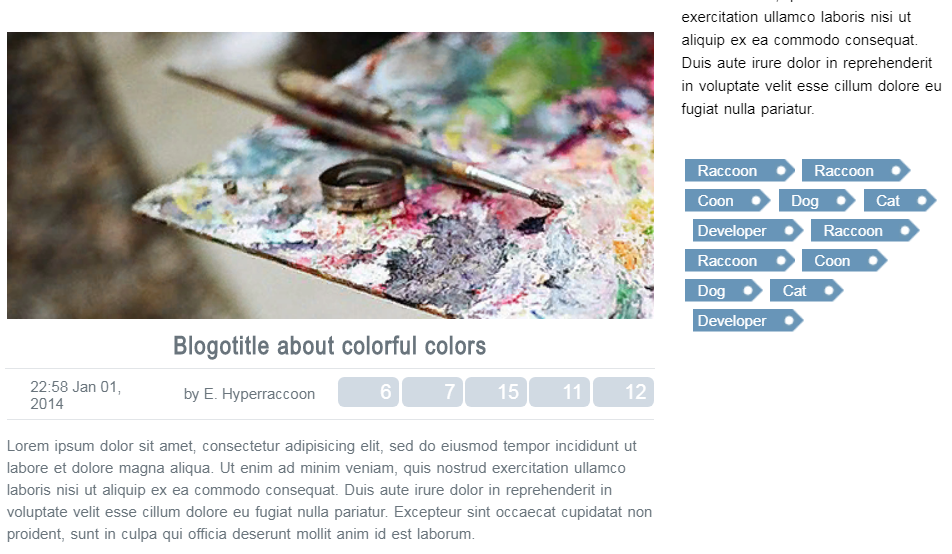 Blogotitle about colorful colors
22:58 Jan 01,
2014
by E. Hyperraccoon
6 7 15 11 12
Lorem ipsum dolor sit amet, consectetur adipisicing elit, sed do eiusmod tempor incididunt ut
labore et dolore magna aliqua. Ut enim ad minim veniam, quis nostrud exercitation ullamco
laboris nisi ut aliquip ex ea commodo consequat. Duis aute irure dolor in reprehenderit in
voluptate velit esse cillum dolore eu fugiat nulla pariatur. Excepteur sint occaecat cupidatat non
proident, sunt in culpa qui officia deserunt mollit anim id est laborum.
exercitation ullamco laboris nisi ut
aliquip ex ea commodo consequat.
Duis aute irure dolor in reprehenderit
in voluptate velit esse cillum dolore eu
fugiat nulla pariatur.
Raccoon Raccoon
Coon Dog Cat
Developer Raccoon
Raccoon Coon
Dog Cat
Developer